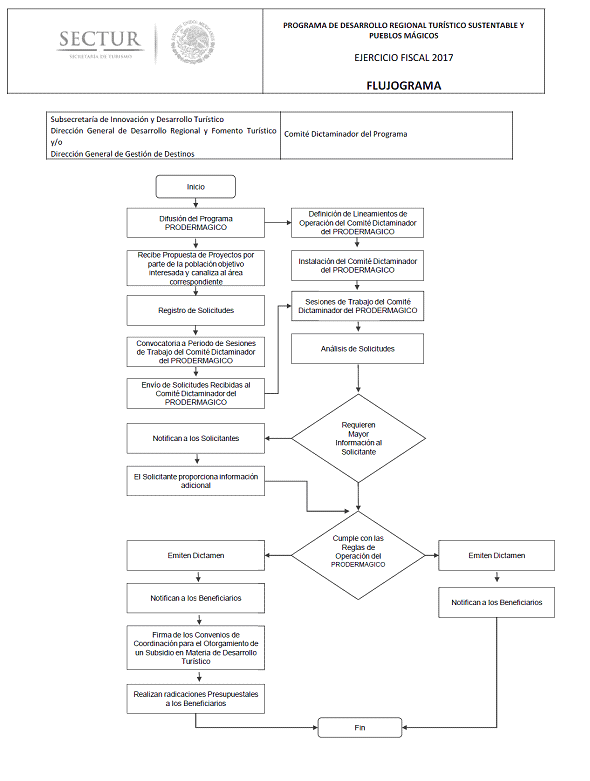 SECTUR
SECRETARÍA DE TURISMO
PROGRAMA DE DESARROLLO REGIONAL TURÍSTICO SUSTENTABLE Y
PUEBLOS MÁGICOS
EJERCICIO FISCAL 2017
FLUJOGRAMA
Subsecretaría de Innovación y Desarrollo Turístico
Dirección General de Desarrollo Regional y Fomento Turístico
y/o
Dirección General de Gestión de Destinos
Comité Dictaminador del Programa
Inicio
Difusión del Programa
PRODERMAGICO
Definición de Lineamientos de
Operación del Comité Dictaminador
del PRODERMAGICO
Recibe Propuesta de Proyectos por
parte de la población objetivo
interesada y canaliza al área
correspondiente
Instalación del Comité Dictaminador
del PRODERMAGICO
Registro de Solicitudes
Sesiones de Trabajo del Comité
Dictaminador del PRODERMAGICO
Convocatoria a Periodo de Sesiones
de Trabajo del Comité Dictaminador
del PRODERMAGICO
Análisis de Solicitudes
Envío de Solicitudes Recibidas al
Comité Dictaminador del
PRODERMAGICO
Requieren
Mayor
Información al
Solicitante
Notifican a los Solicitantes
El Solicitante proporciona información
adicional
Cumple con las
Reglas de
Operación del
PRODERMAGICO
Emiten Dictamen
Emiten Dictamen
Notifican a los Beneficiarios
Notifican a los Beneficiarios
Firma de los Convenios de
Coordinación para el Otorgamiento de
un Subsidio en Materia de Desarrollo
Turístico
Realizan radicaciones Presupuestales
a los Beneficiarios
Fin